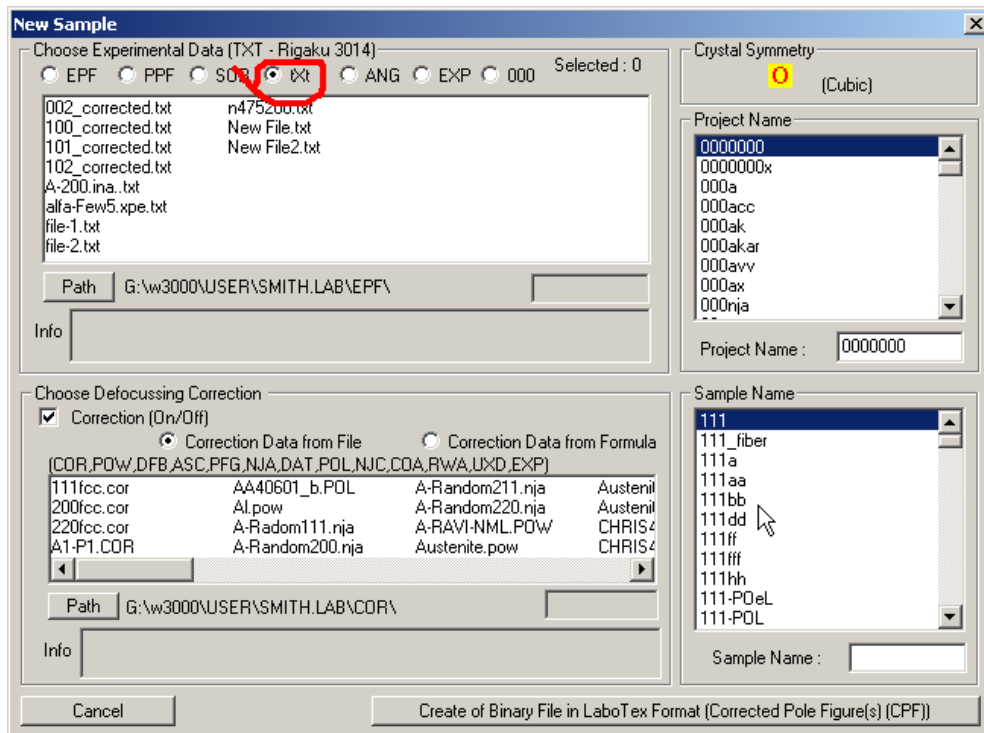 New Sample
Choose Experimental Data (TXT - Rigaku 3014)
EPF PPF SOR tXt ANG EXP 000 Selected : 0
002_corrected.txt n475200.txt
100_corrected.txt New File.txt
101_corrected.txt New File2.txt
102_corrected.txt
A-200.ina..txt
alfa-Few5.xpe.txt
file-1.txt
file-2.txt
Path G:\w3000\USER\SMITH.LAB\EPF\
Info
Crystal Symmetry
O (Cubic)
Project Name
0000000
0000000x
000a
000acc
000ak
000akar
000avv
000ax
000nja
Project Name : 0000000
Choose Defocussing Correction
Correction (On/Off)
Correction Data from File Correction Data from Formula
(COR,POW,DFB,ASC,PFG,NJA,DAT,POL,NJC,COA,RWA,UXD,EXP)
111fcc.cor AA40601_b.POL A-Random211.nja Austenit
200fcc.cor Al.pow A-Random220.nja Austenit
220fcc.cor A-Radom111.nja A-RAVI-NML.POW CHRIS4
A1-P1.COR A-Random200.nja Austenite.pow CHRIS4
Path G:\w3000\USER\SMITH.LAB\COR\
Info
Sample Name
111
111_fiber
111a
111aa
111bb
111dd
111ff
111fff
111hh
111-POeL
111-POL
Sample Name :
Cancel Create of Binary File in LaboTex Format (Corrected Pole Figure(s) (CPF))